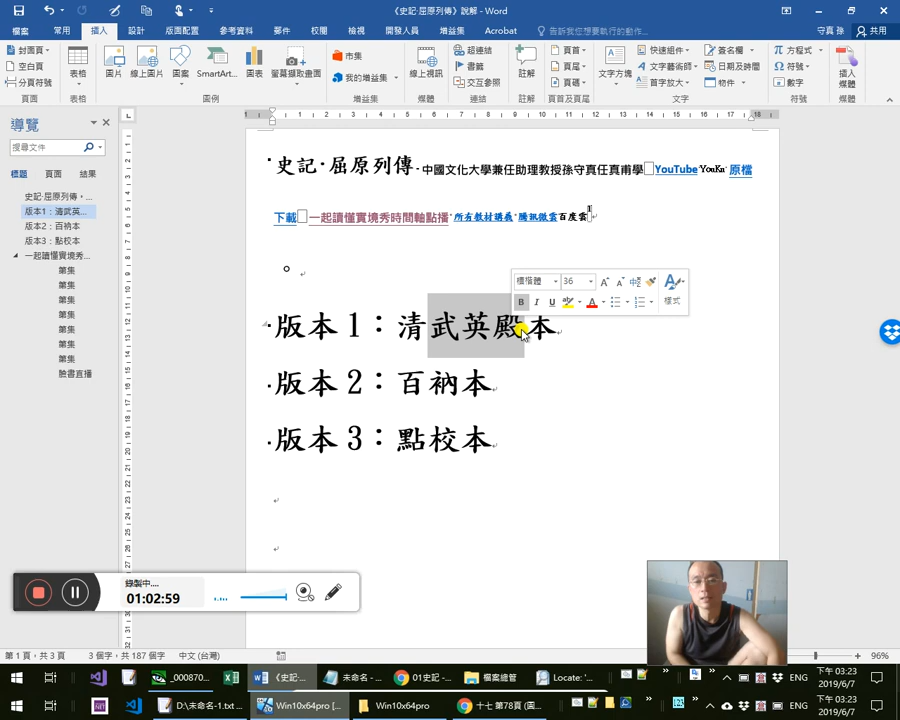 《史記·屈原列傳》說解 - Word
檔案 常用 插入 設計 版面配置 參考資料 郵件 校閱 檢視 開發人員 增益集 Acrobat 告訴我您想要執行的動作... 守真 孫 共用
封面頁 空白頁 分頁符號 頁面
表格 表格
圖片 線上圖片 圖案 SmartArt... 圖表 螢幕擷取畫面 圖例
市集 我的增益集 增益集
線上視訊 媒體
超連結 書籤 交互參照 連結
註解 註解
頁首 頁尾 頁碼 頁首及頁尾
文字方塊 快速組件 文字藝術師 首字放大 簽名欄 日期及時間 物件 文字
方程式 符號 數字 符號
插入媒體 媒體
導覽
搜尋文件
標題 頁面 結果
史記·屈原列傳，...
版本1：清武英...
版本2：百衲本
版本3：點校本
一起讀懂實境秀...
第集
第集
第集
第集
第集
第集
第集
臉書直播
史記·屈原列傳-中國文化大學兼任助理教授孫守真任真甫學 YouTube YouKu 原檔
下載 一起讀懂實境秀時間軸點播 所有教材講義 騰訊微雲百度雲1
標楷體 36
B I U 樣式
版本1：清武英殿本
版本2：百衲本
版本3：點校本
錄製中....
01:02:59
第 1 頁，共 3 頁 3 個字，共 187 個字 中文 (台灣) 96%
_000870... 《史記·... 未命名 -... 01史記 -... 檔案總管 Locate: '... ENG 下午 03:23 2019/6/7
D:\未命名-1.txt ... Win10x64pro [... Win10x64pro 十七 第78頁 (圖... ENG 下午 03:23 2019/6/7